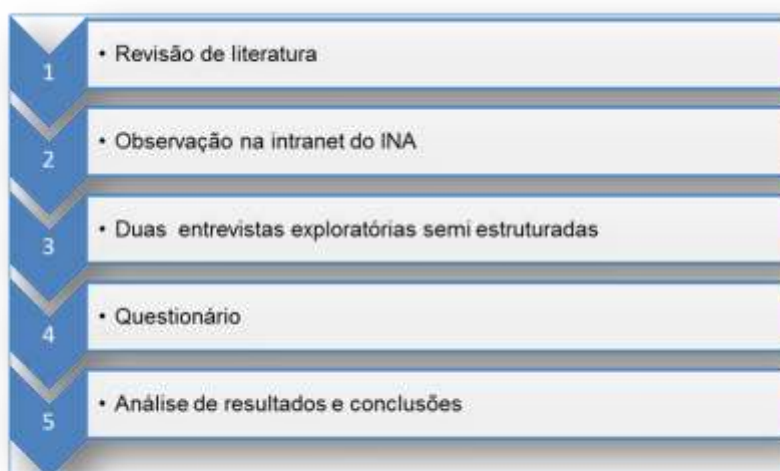 1
• Revisão de literatura
2
• Observação na intranet do INA
3
• Duas entrevistas exploratórias semi estruturadas
4
• Questionário
5
• Análise de resultados e conclusões